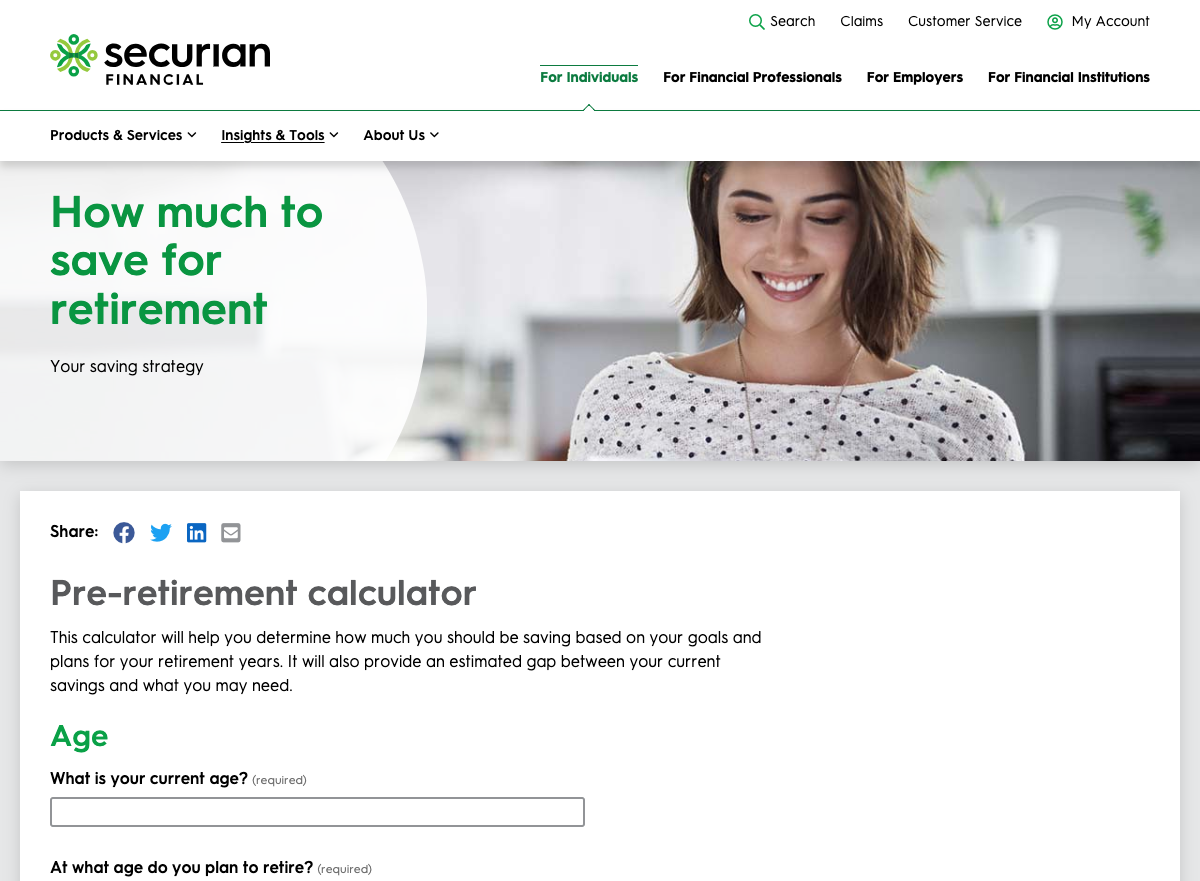 Search Claims Customer Service My Account
securian
FINANCIAL
For Individuals For Financial Professionals For Employers For Financial Institutions
Products & Services Insights & Tools About Us
How much to
save for
retirement
Your saving strategy
Share:
Pre-retirement calculator
This calculator will help you determine how much you should be saving based on your goals and
plans for your retirement years. It will also provide an estimated gap between your current
savings and what you may need.
Age
What is your current age? (required)
At what age do you plan to retire? (required)